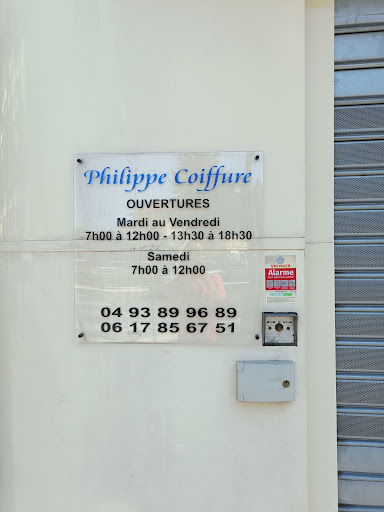 Philippe Coiffure
OUVERTURES
Mardi au Vendredi
7h00 à 12h00 - 13h30 à 18h30
Samedi
7h00 à 12h00
04 93 89 96 89
06 17 85 67 51
Alarme